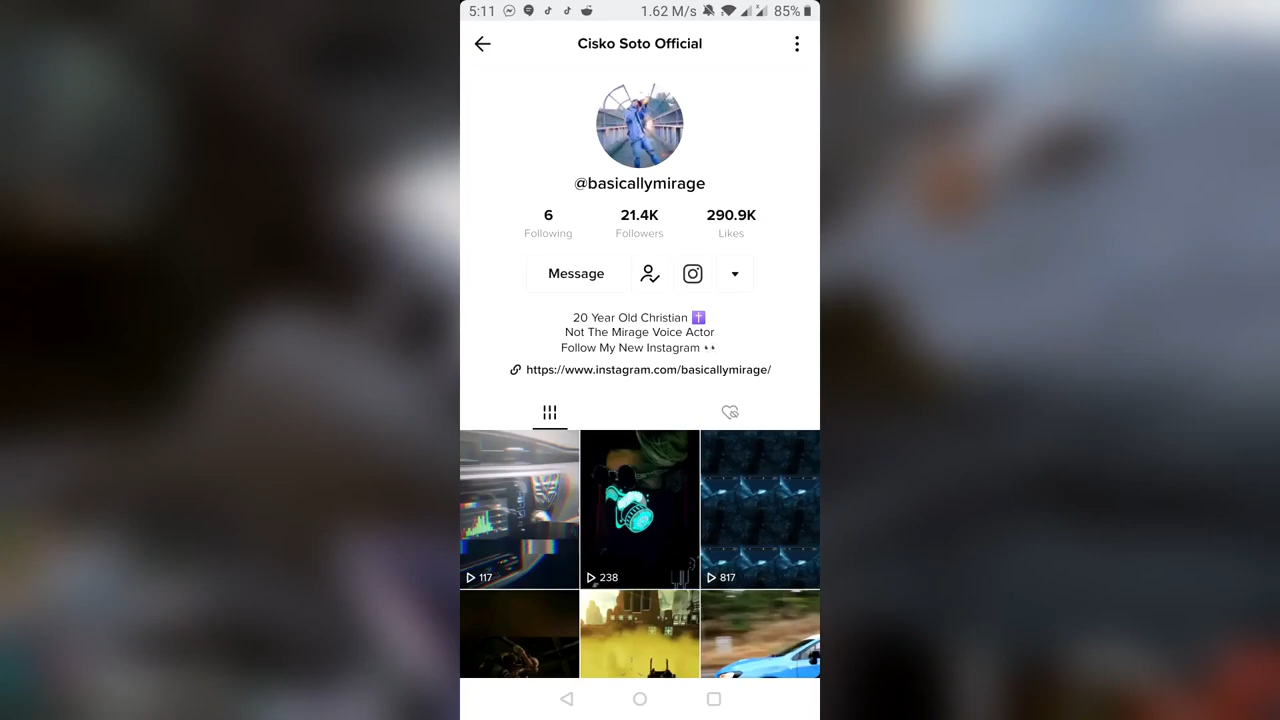 5:11 1.62 M/s 85%
Cisko Soto Official
@basicallymirage
6 21.4K 290.9K
Following Followers Likes
Message
20 Year Old Christian ✝️
Not The Mirage Voice Actor
Follow My New Instagram 👀
https://www.instagram.com/basicallymirage/
117 238 817